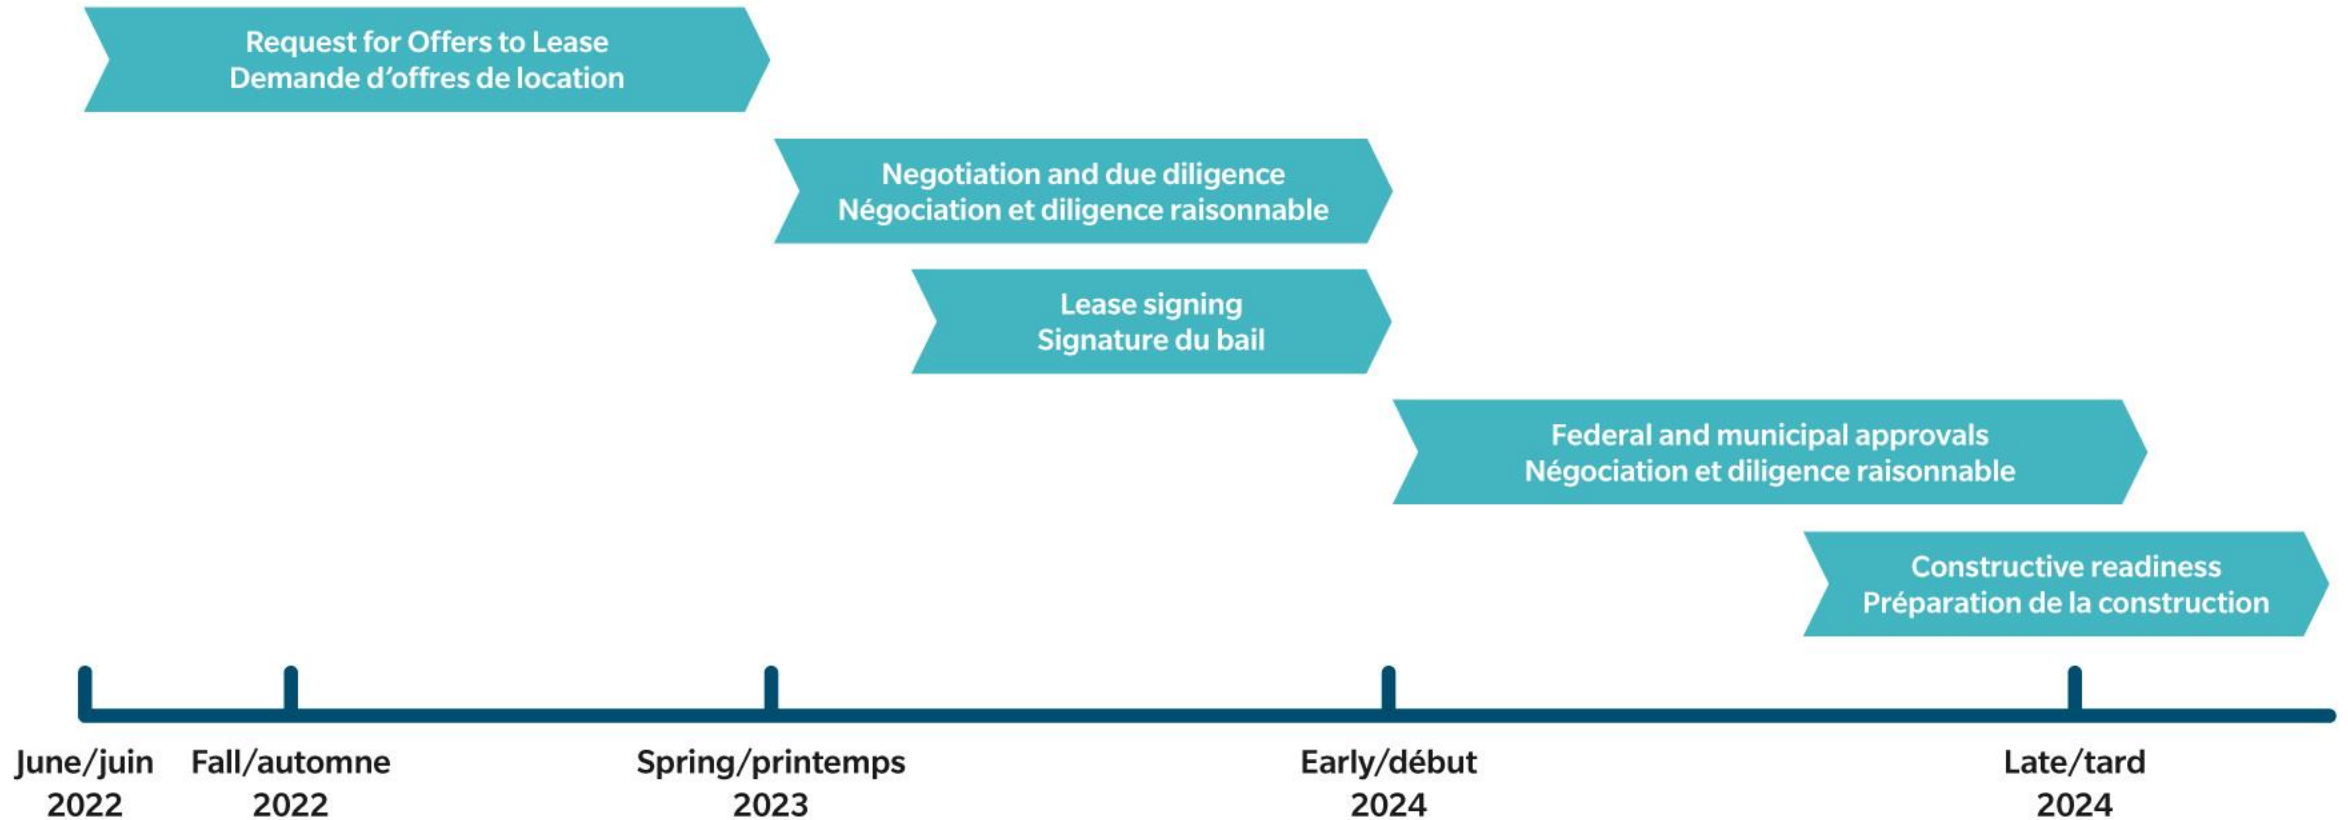 Request for Offers to Lease
Demande d’offres de location
Negotiation and due diligence
Négociation et diligence raisonnable
Lease signing
Signature du bail
Federal and municipal approvals
Négociation et diligence raisonnable
Constructive readiness
Préparation de la construction
June/juin
2022
Fall/automne
2022
Spring/printemps
2023
Early/début
2024
Late/tard
2024